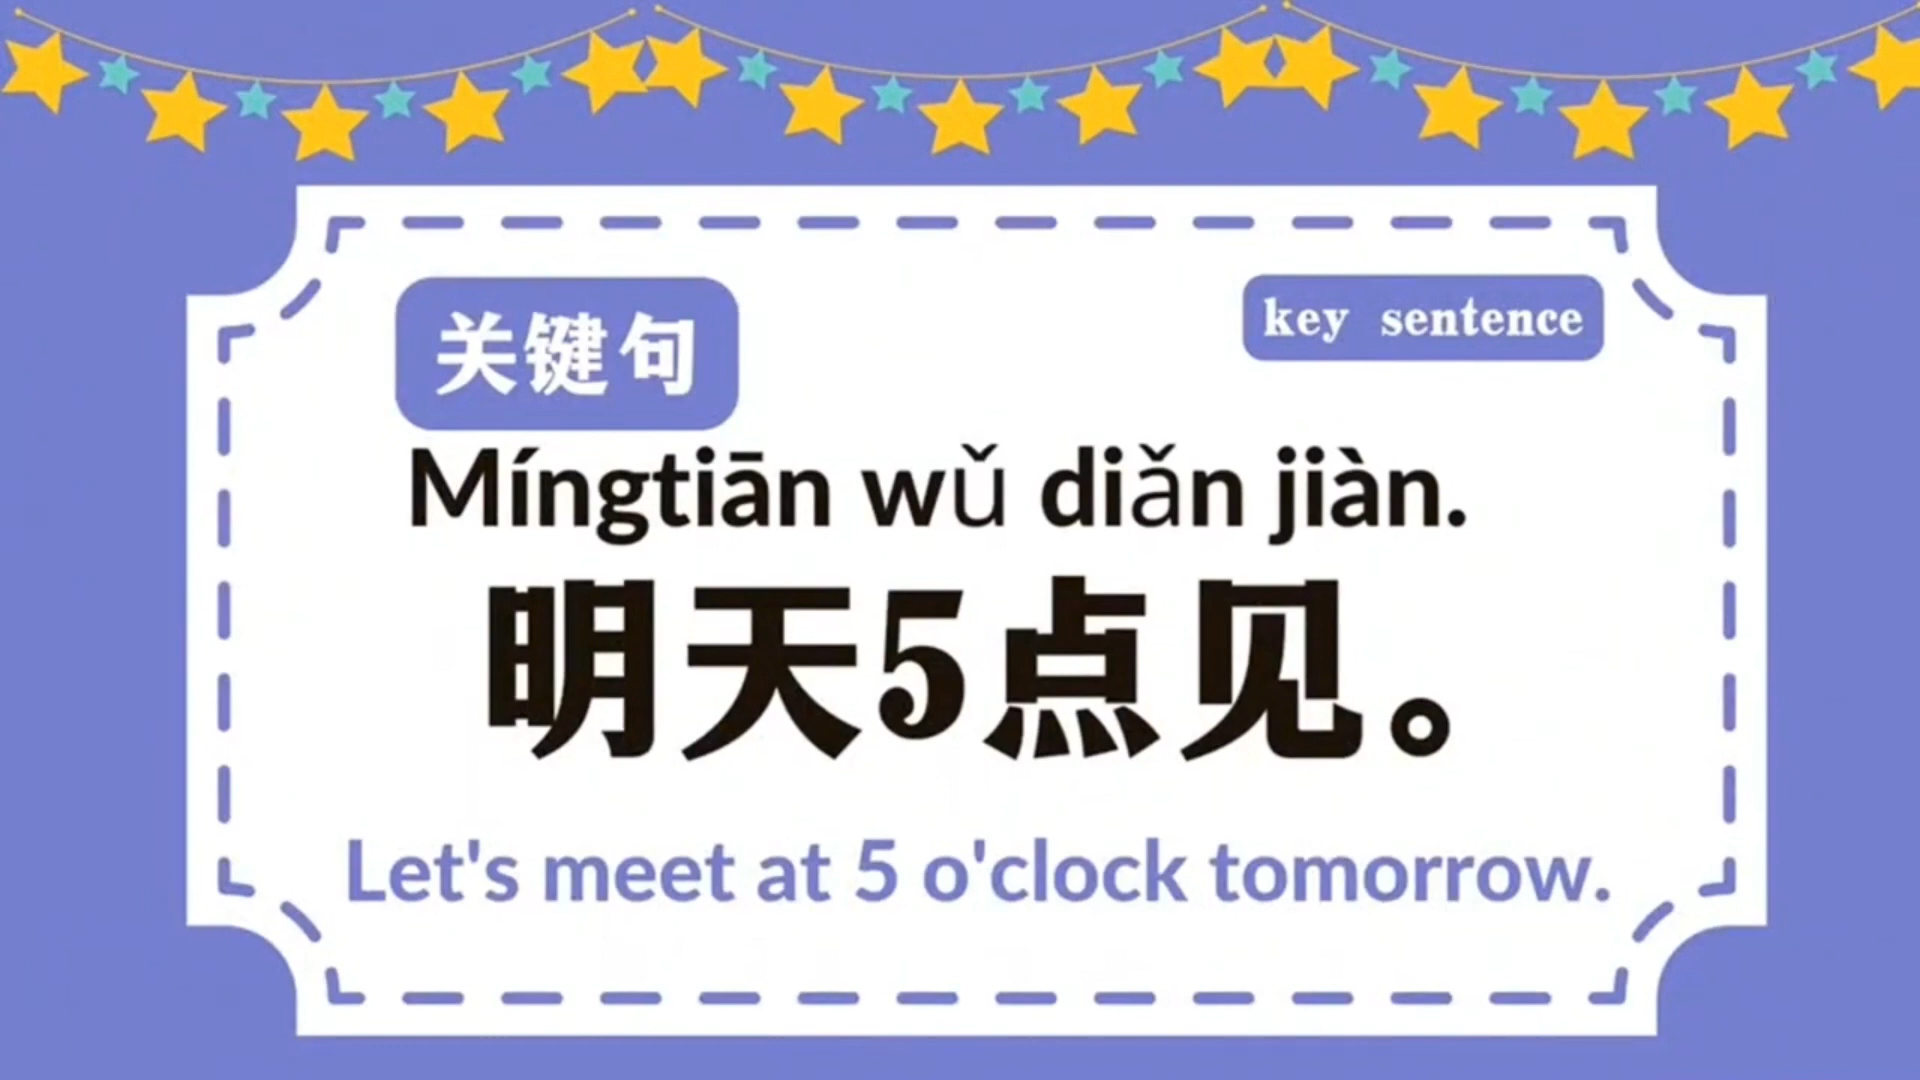 关键句
key sentence
Míngtiān wǔ diǎn jiàn.
明天5点见。
Let's meet at 5 o'clock tomorrow.